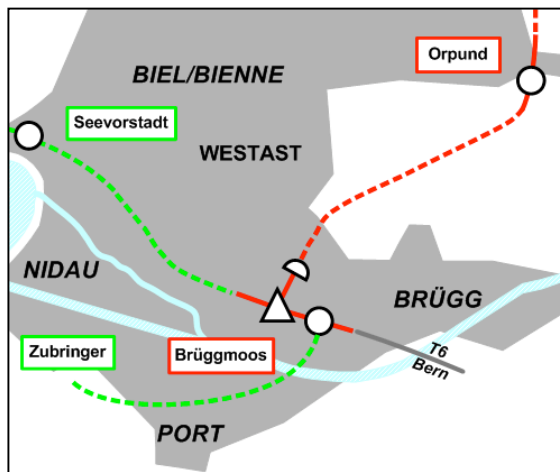 Orpund
BIEL/BIENNE
Seevorstadt
WESTAST
NIDAU
BRÜGG
Zubringer
Brüggmoos
T6
Bern
PORT